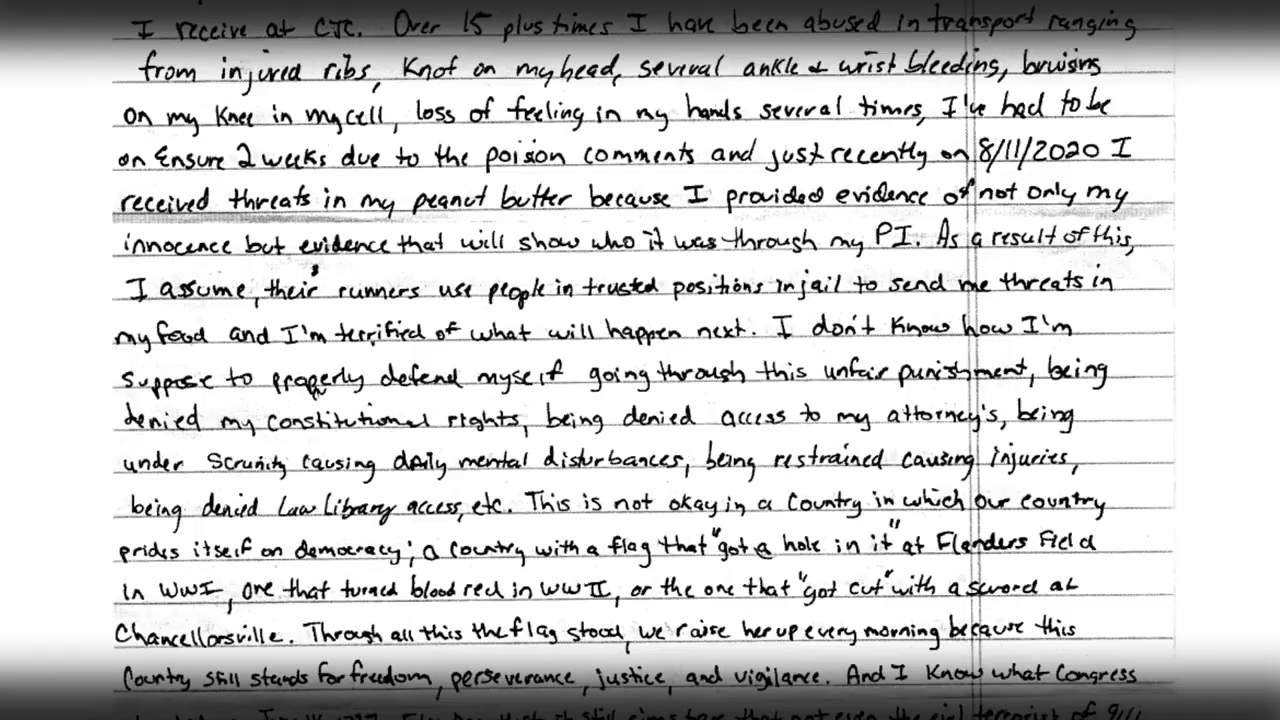 I receive at CJC. Over 15 plus times I have been abused in transport ranging
from injured ribs, Knot on my head, several ankle & wrist bleeding, bruising
on my Knee in my cell, loss of feeling in my hands several times, I've had to be
on Ensure 2 weeks due to the poision comments and just recently on 8/11/2020 I
received threats in my peanut butter because I provided evidence of not only my
innocence but evidence that will show who it was through my PI. As a result of this,
I assume, their's runners use people in trusted positions in jail to send me threats in
my food and I'm terrified of what will happen next. I don't Know how I'm
suppose to properly defend myself going through this unfair punishment, being
denied my constitutional rights, being denied access to my attorney's, being
under Scrunity causing daily mental disturbances, being restrained causing injuries,
being denied Law Library access, etc. This is not okay in a Country in which our country
prides itself on democracy; a country with a flag that "got a hole in it" at Flanders Field
in WWI, one that turned blood red in WWII, or the one that "got cut" with a sword at
Chancellorsville. Through all this the flag stood, we raise her up every morning because this
Country still stands for freedom, perseverance, justice, and vigilance. And I Know what Congress